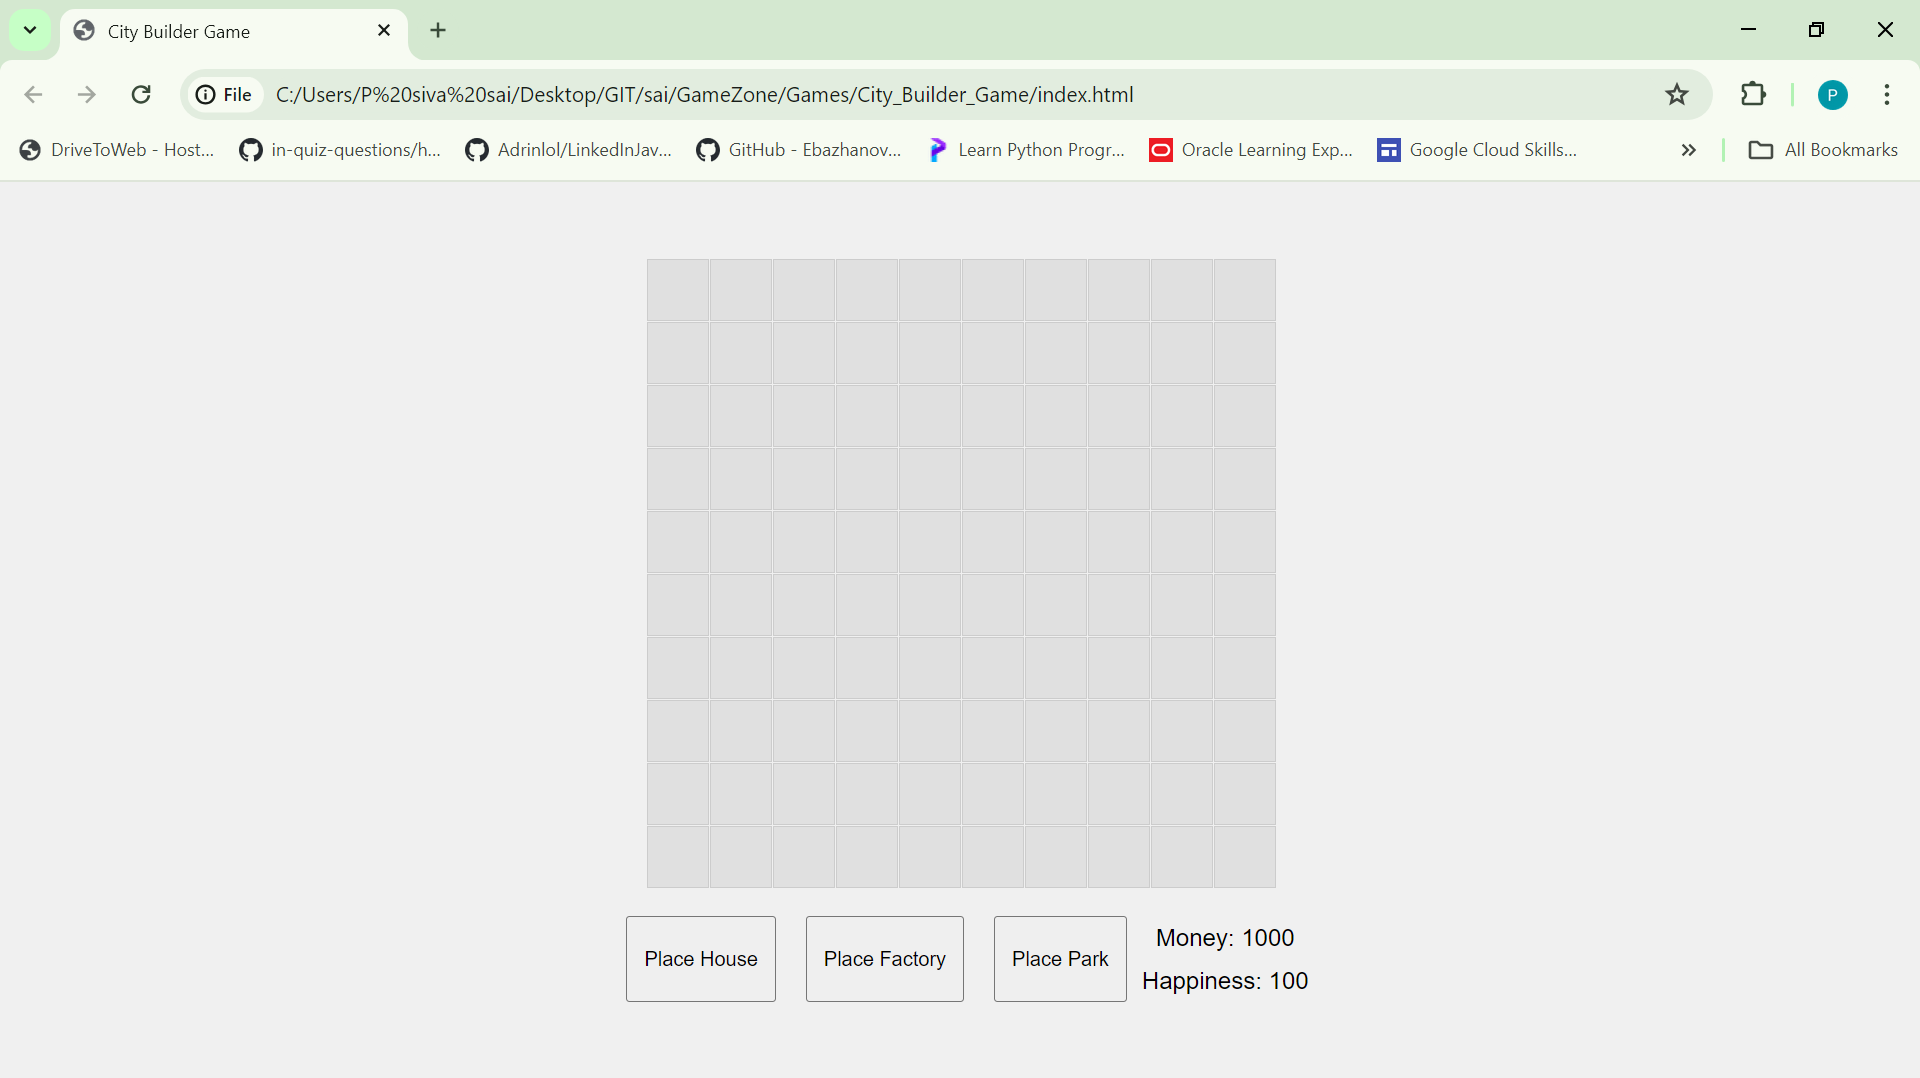 City Builder Game
File C:/Users/P%20siva%20sai/Desktop/GIT/sai/GameZone/Games/City_Builder_Game/index.html P
DriveToWeb - Host... in-quiz-questions/h... Adrinlol/LinkedInJav... GitHub - Ebazhanov... Learn Python Progr... Oracle Learning Exp... Google Cloud Skills... All Bookmarks
Place House Place Factory Place Park
Money: 1000
Happiness: 100